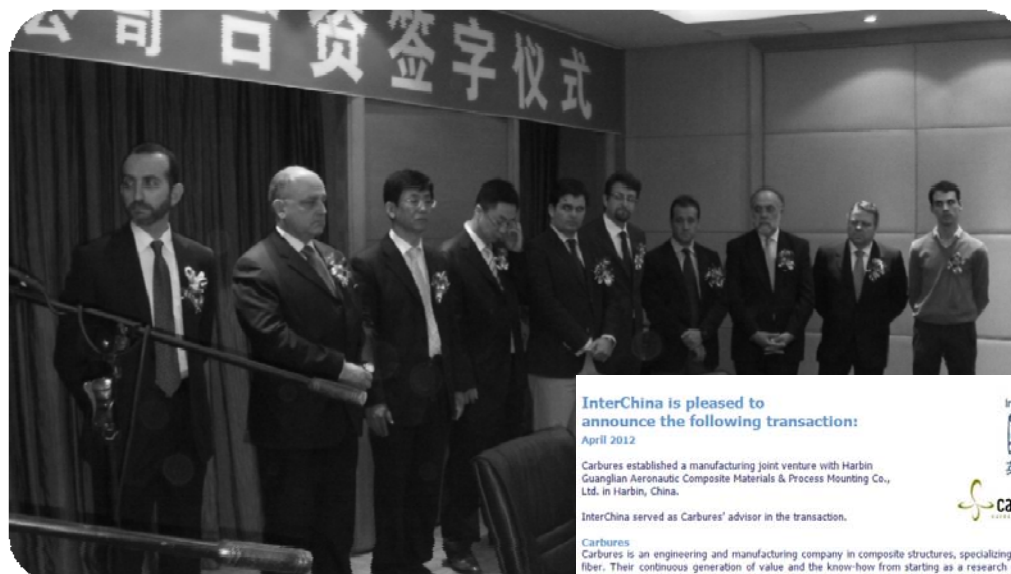 公司合资签字仪式
InterChina is pleased to
announce the following transaction:
April 2012
Carbures established a manufacturing joint venture with Harbin
Guanglian Aeronautic Composite Materials & Process Mounting Co.,
Ltd. in Harbin, China.
InterChina served as Carbures' advisor in the transaction.
Carbures
Carbures is an engineering and manufacturing company in composite structures, specializing
fiber. Their continuous generation of value and the know-how from starting as a research